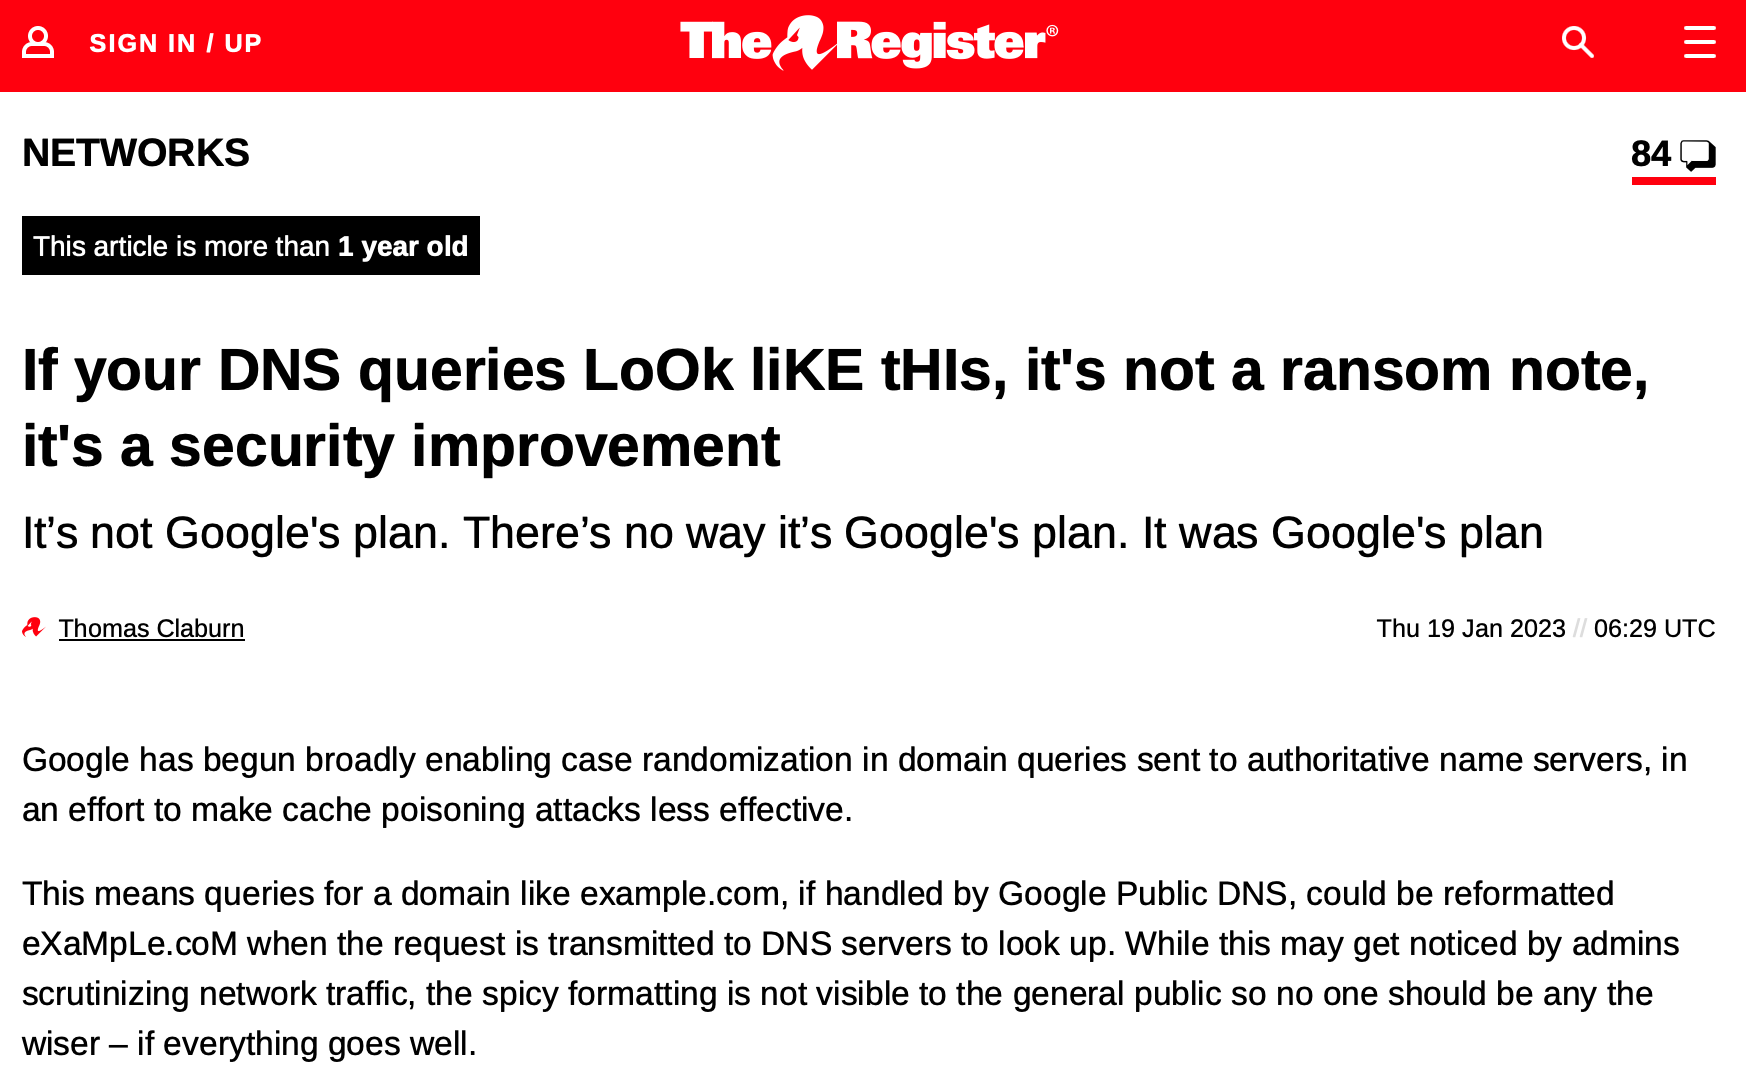 SIGN IN / UP
The Register®
NETWORKS
84
This article is more than 1 year old
If your DNS queries LoOk liKE tHIs, it's not a ransom note,
it's a security improvement
It’s not Google's plan. There’s no way it’s Google's plan. It was Google's plan
Thomas Claburn
Thu 19 Jan 2023 // 06:29 UTC
Google has begun broadly enabling case randomization in domain queries sent to authoritative name servers, in
an effort to make cache poisoning attacks less effective.
This means queries for a domain like example.com, if handled by Google Public DNS, could be reformatted
eXaMpLe.coM when the request is transmitted to DNS servers to look up. While this may get noticed by admins
scrutinizing network traffic, the spicy formatting is not visible to the general public so no one should be any the
wiser – if everything goes well.